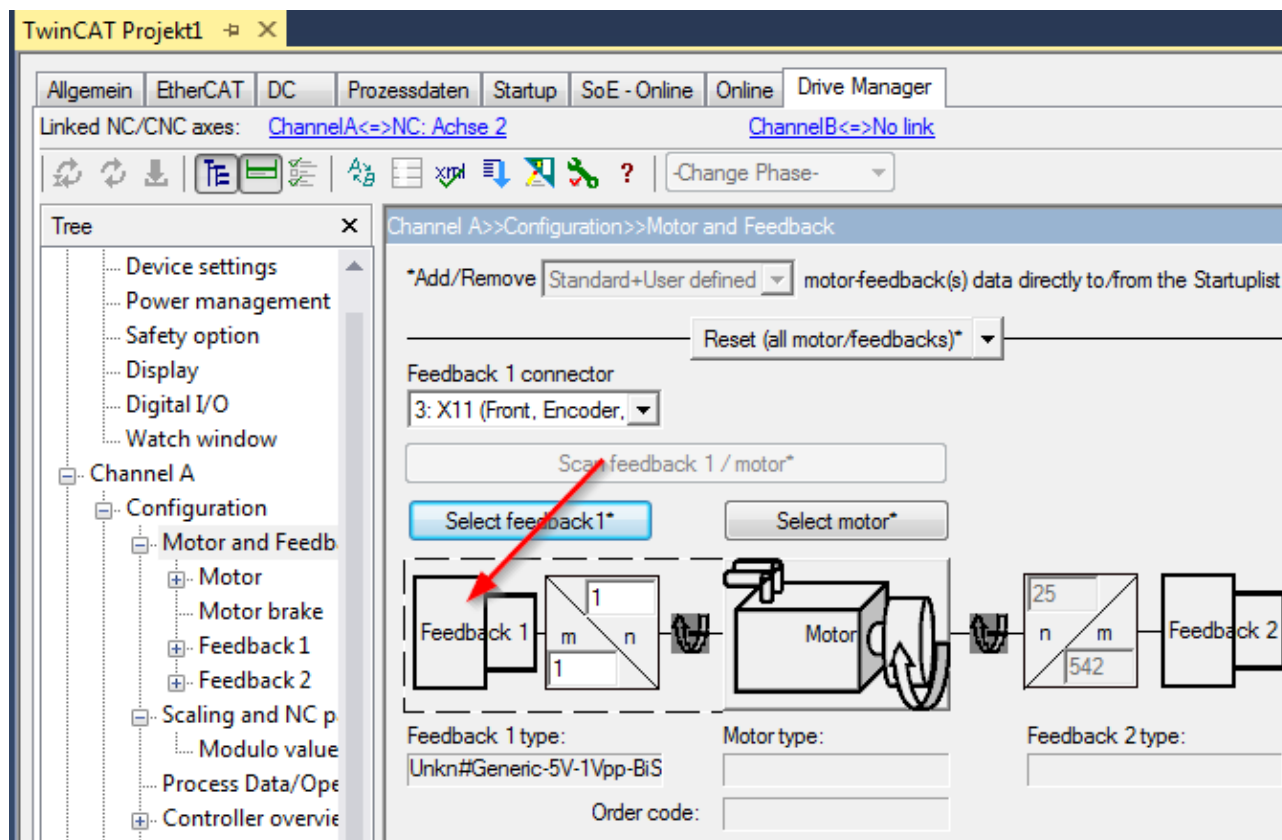 TwinCAT Projekt1
Allgemein EtherCAT DC Prozessdaten Startup SoE - Online Online Drive Manager
Linked NC/CNC axes: ChannelA<=>NC: Achse 2 ChannelB<=>No link
-Change Phase-
Tree
Device settings
Power management
Safety option
Display
Digital I/O
Watch window
Channel A
Configuration
Motor and Feedb
Motor
Motor brake
Feedback 1
Feedback 2
Scaling and NC p
Modulo value
Process Data/Ope
Controller overvie
Channel A>>Configuration>>Motor and Feedback
*Add/Remove Standard+User defined motor-feedback(s) data directly to/from the Startuplist
Reset (all motor/feedbacks)*
Feedback 1 connector
3: X11 (Front, Encoder,
Scan feedback 1 / motor*
Select feedback 1* Select motor*
Feedback 1 m 1 n 1 Motor 25 n m 542 Feedback 2
Feedback 1 type: Motor type: Feedback 2 type:
Unkn#Generic-5V-1Vpp-BiS
Order code: